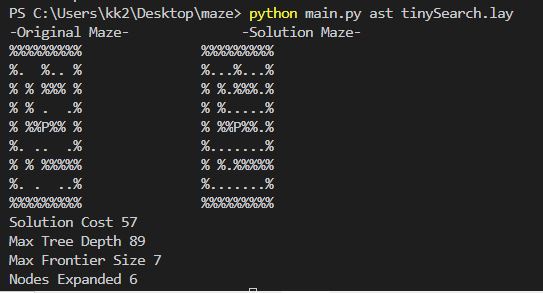 PS C:\Users\kk2\Desktop\maze> python main.py ast tinySearch.lay
-Original Maze-                -Solution Maze-
%%%%%%%%%                 %%%%%%%%%
%.  %.. %                 %...%...%
% % %%% %                 % %.%%%.%
% % .  .%                 % %.....%
% %%P%% %                 % %%P%%.%
%. ..  .%                 %.......%
% % %%%%%                 % %.%%%%%
%. .  ..%                 %.......%
%%%%%%%%%                 %%%%%%%%%
Solution Cost 57
Max Tree Depth 89
Max Frontier Size 7
Nodes Expanded 6